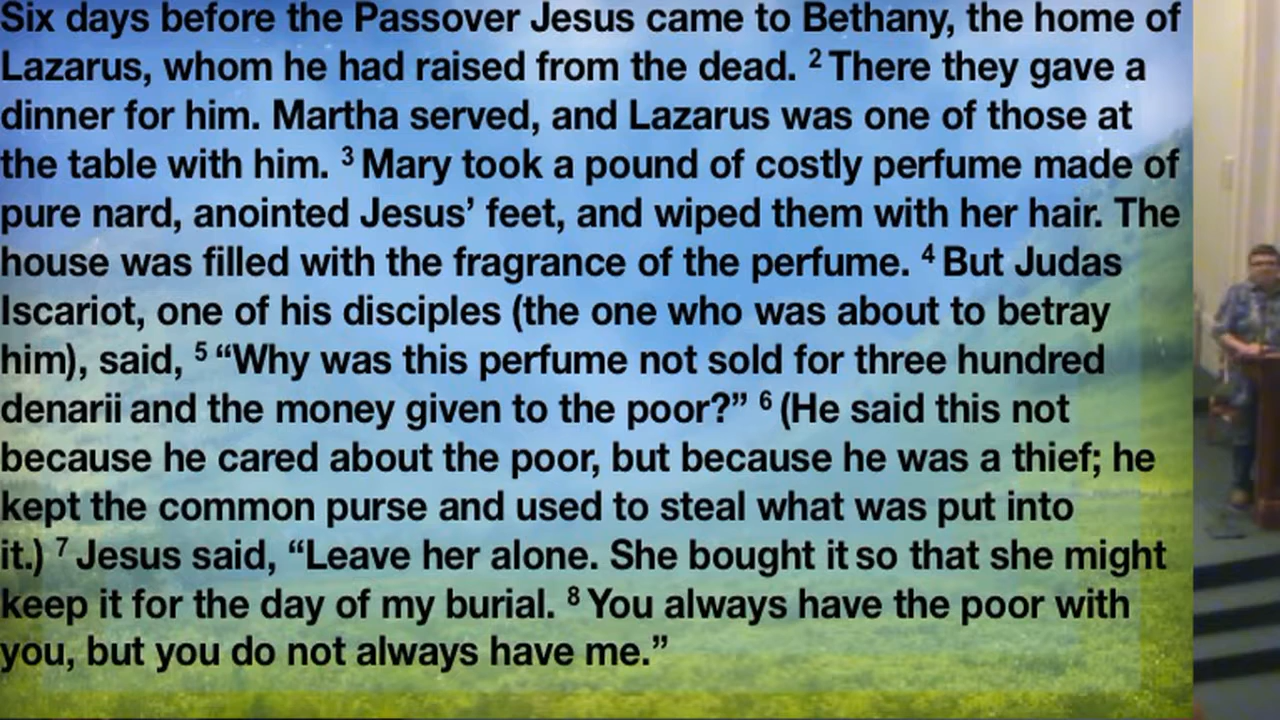 Six days before the Passover Jesus came to Bethany, the home of
Lazarus, whom he had raised from the dead. 2 There they gave a
dinner for him. Martha served, and Lazarus was one of those at
the table with him. 3 Mary took a pound of costly perfume made of
pure nard, anointed Jesus’ feet, and wiped them with her hair. The
house was filled with the fragrance of the perfume. 4 But Judas
Iscariot, one of his disciples (the one who was about to betray
him), said, 5 “Why was this perfume not sold for three hundred
denarii and the money given to the poor?” 6 (He said this not
because he cared about the poor, but because he was a thief; he
kept the common purse and used to steal what was put into
it.) 7 Jesus said, “Leave her alone. She bought it so that she might
keep it for the day of my burial. 8 You always have the poor with
you, but you do not always have me.”